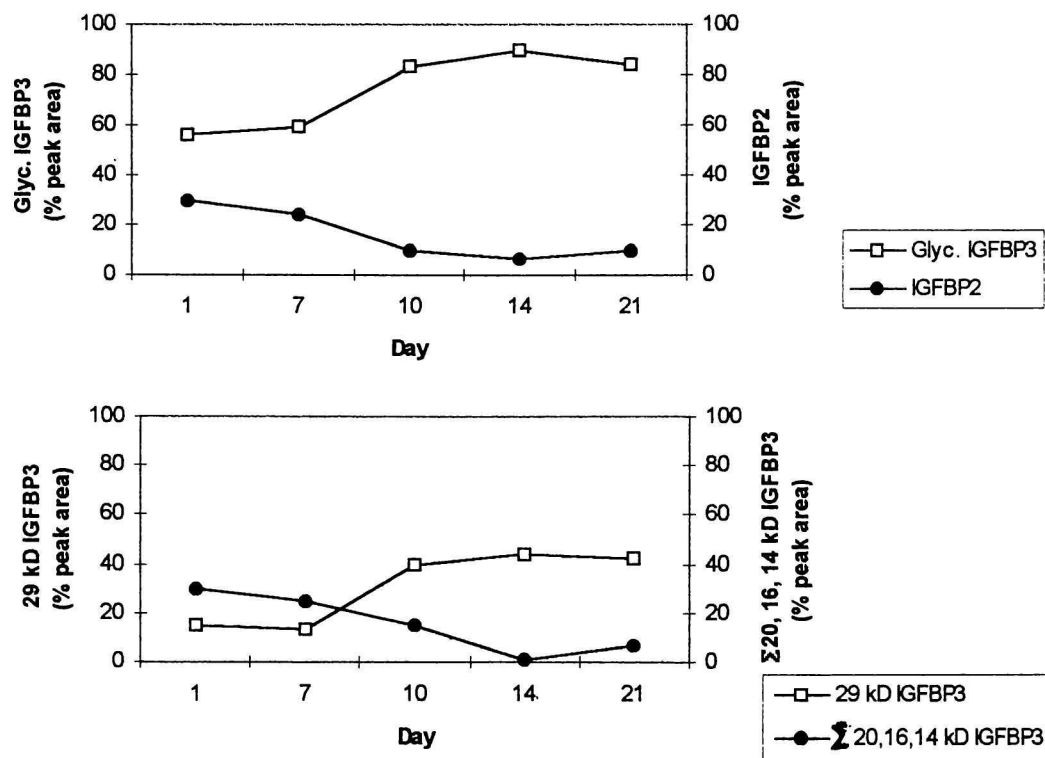 Glyc. IGFBP3
(% peak area)
100
80
60
40
20
0
100
80
60
40
20
0
IGFBP2
(% peak area)
1 7 10 14 21
Day
Glyc. IGFBP3
IGFBP2
29 kD IGFBP3
(% peak area)
100
80
60
40
20
0
100
80
60
40
20
0
Σ20, 16, 14 kD IGFBP3
(% peak area)
1 7 10 14 21
Day
29 kD IGFBP3
Σ 20,16,14 kD IGFBP3